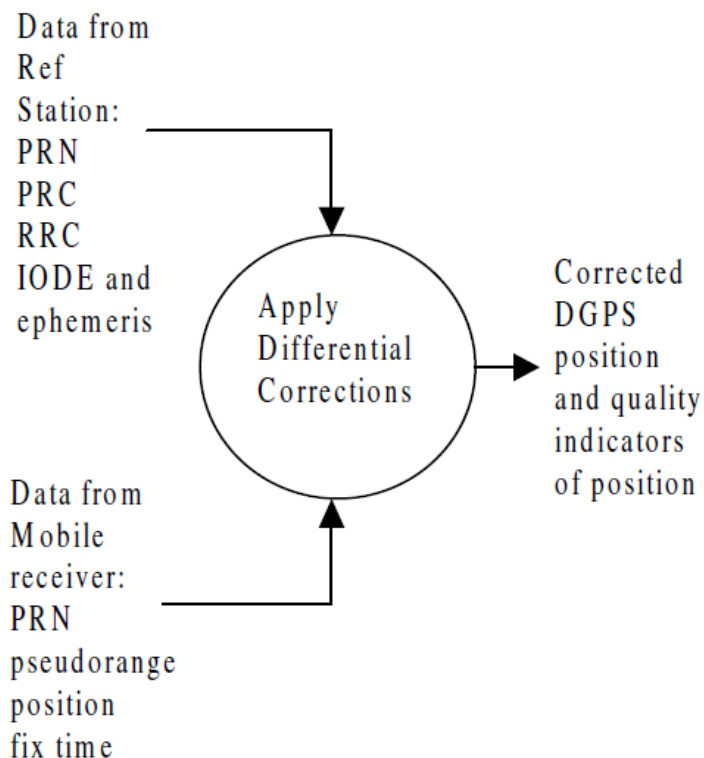 Data from
Ref
Station:
PRN
PRC
RRC
IODE and
ephemeris
Apply
Differential
Corrections
Corrected
DGPS
position
and quality
indicators
of position
Data from
Mobile
receiver:
PRN
pseudorange
position
fix time